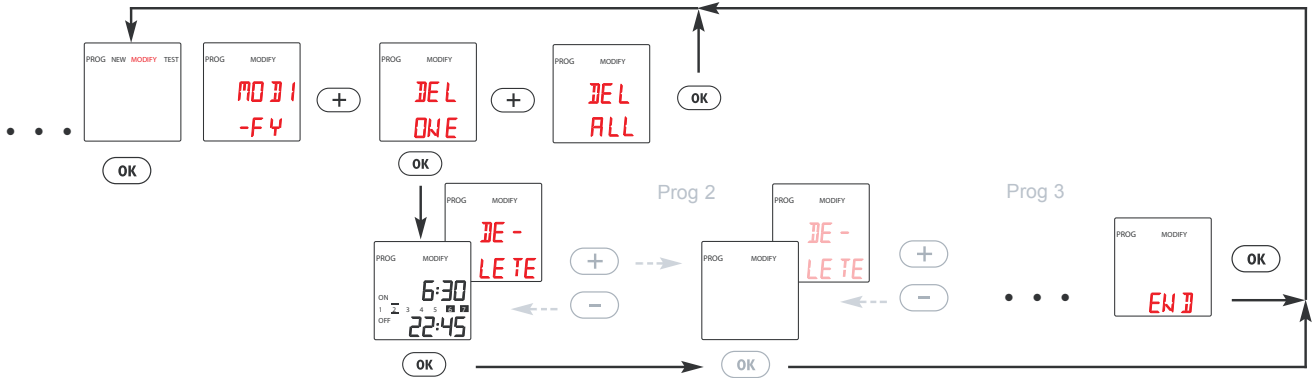 PROG NEW MODIFY TEST
OK
PROG MODIFY
MODI
-FY
+
PROG MODIFY
DEL
ONE
OK
+
PROG MODIFY
DEL
ALL
OK
PROG MODIFY
DE-
LETE
PROG MODIFY
6:30
ON
1 2 3 4 5 6 7
OFF
22:45
OK
Prog 2
+
-
PROG MODIFY
DE-
LETE
PROG MODIFY
OK
Prog 3
+
-
PROG MODIFY
END
OK